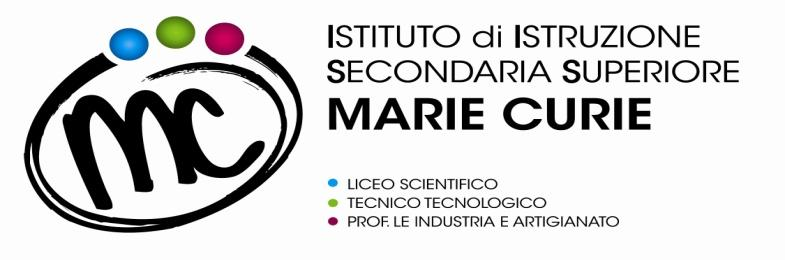 mc
ISTITUTO di ISTRUZIONE
SECONDARIA SUPERIORE
MARIE CURIE
LICEO SCIENTIFICO
TECNICO TECNOLOGICO
PROF. LE INDUSTRIA E ARTIGIANATO